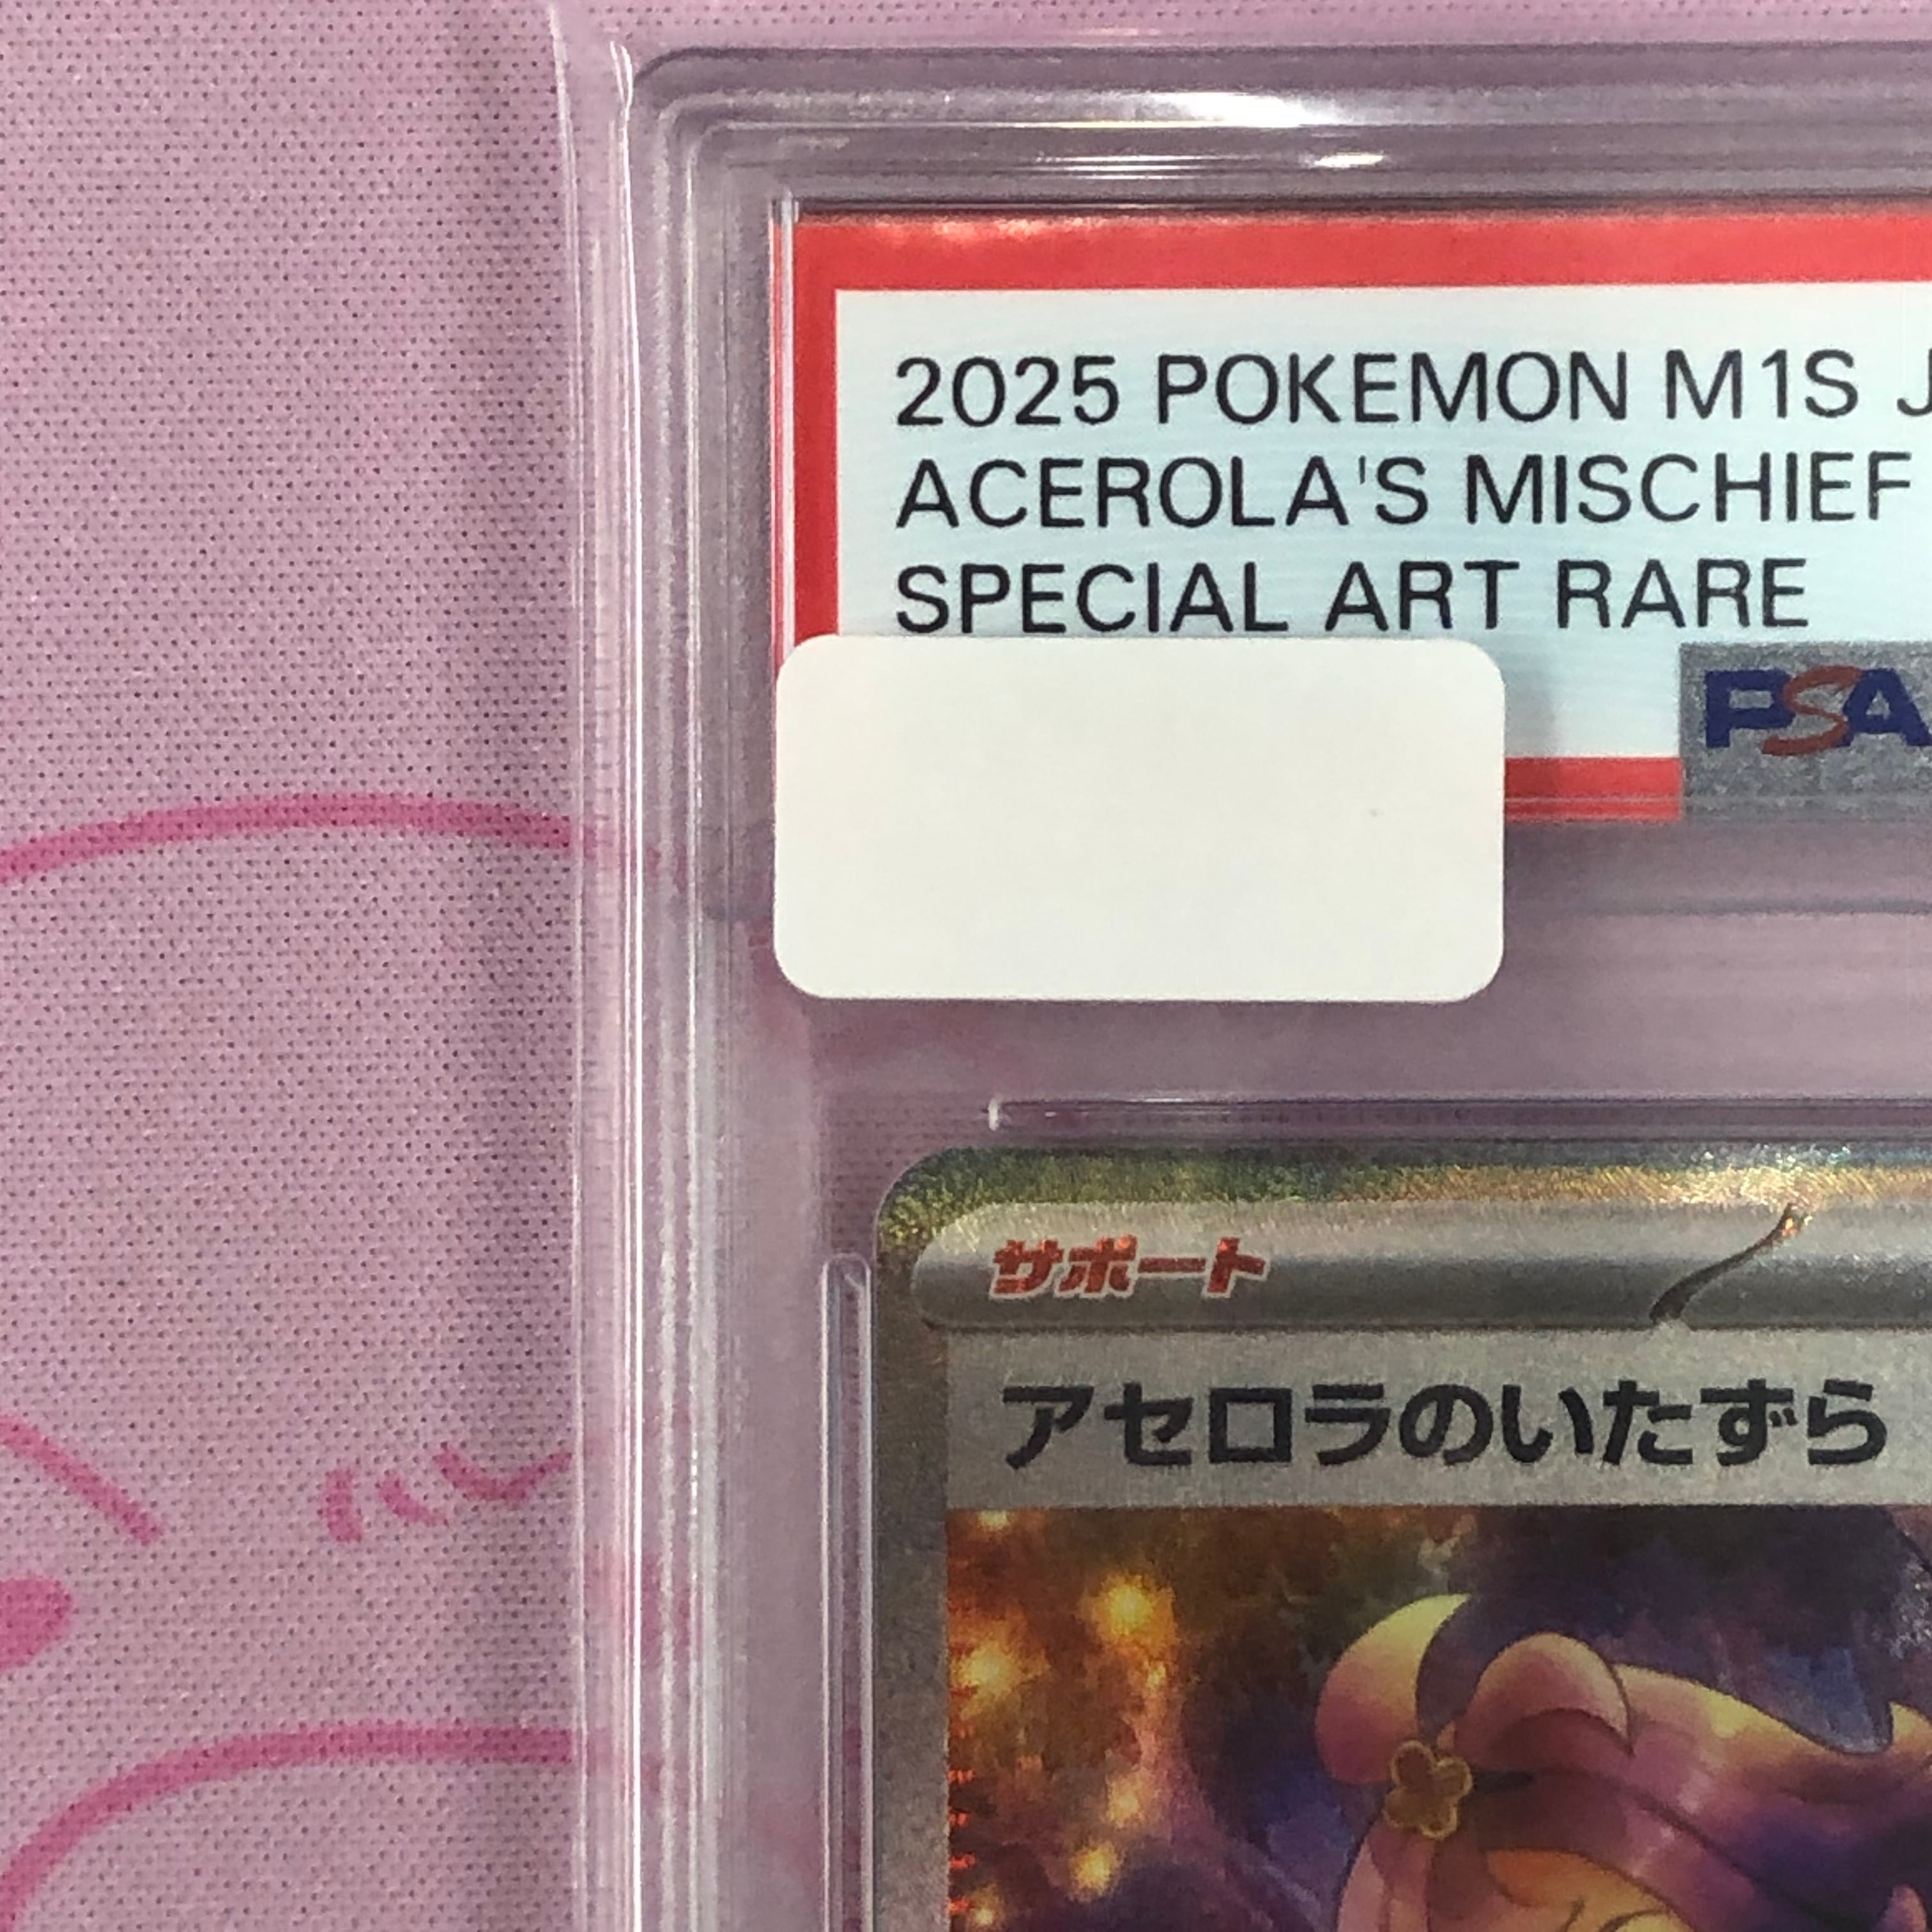 2025 POKEMON M1S J
ACEROLA'S MISCHIEF
SPECIAL ART RARE
PSA
サポート
アセロラのいたずら